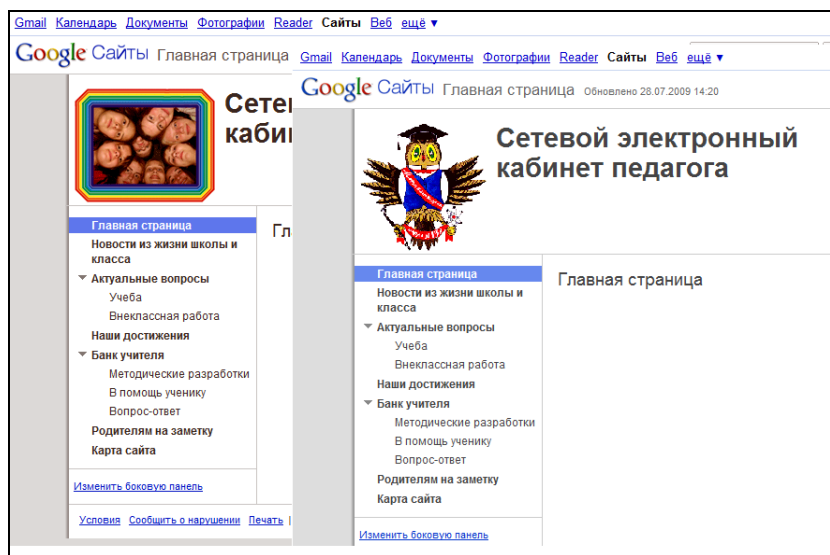 Gmail Календарь Документы Фотографии Reader Сайты Веб ещё ▼
Google Сайты Главная страница
Сете
каби
Главная страница
Новости из жизни школы и
класса
Актуальные вопросы
Учеба
Внеклассная работа
Наши достижения
Банк учителя
Методические разработки
В помощь ученику
Вопрос-ответ
Родителям на заметку
Карта сайта
Изменить боковую панель
Условия Сообщить о нарушении Печать |
Гл
Gmail Календарь Документы Фотографии Reader Сайты Веб ещё ▼
Google Сайты Главная страница Обновлено 28.07.2009 14:20
Сетевой электронный
кабинет педагога
Главная страница
Новости из жизни школы и
класса
Актуальные вопросы
Учеба
Внеклассная работа
Наши достижения
Банк учителя
Методические разработки
В помощь ученику
Вопрос-ответ
Родителям на заметку
Карта сайта
Изменить боковую панель
Главная страница